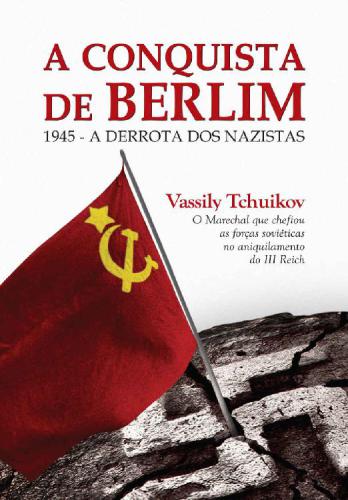 A CONQUISTA
DE BERLIM
1945 - A DERROTA DOS NAZISTAS
Vassily Tchuikov
O Marechal que chefiou
as forças soviéticas
no aniquilamento
do III Reich